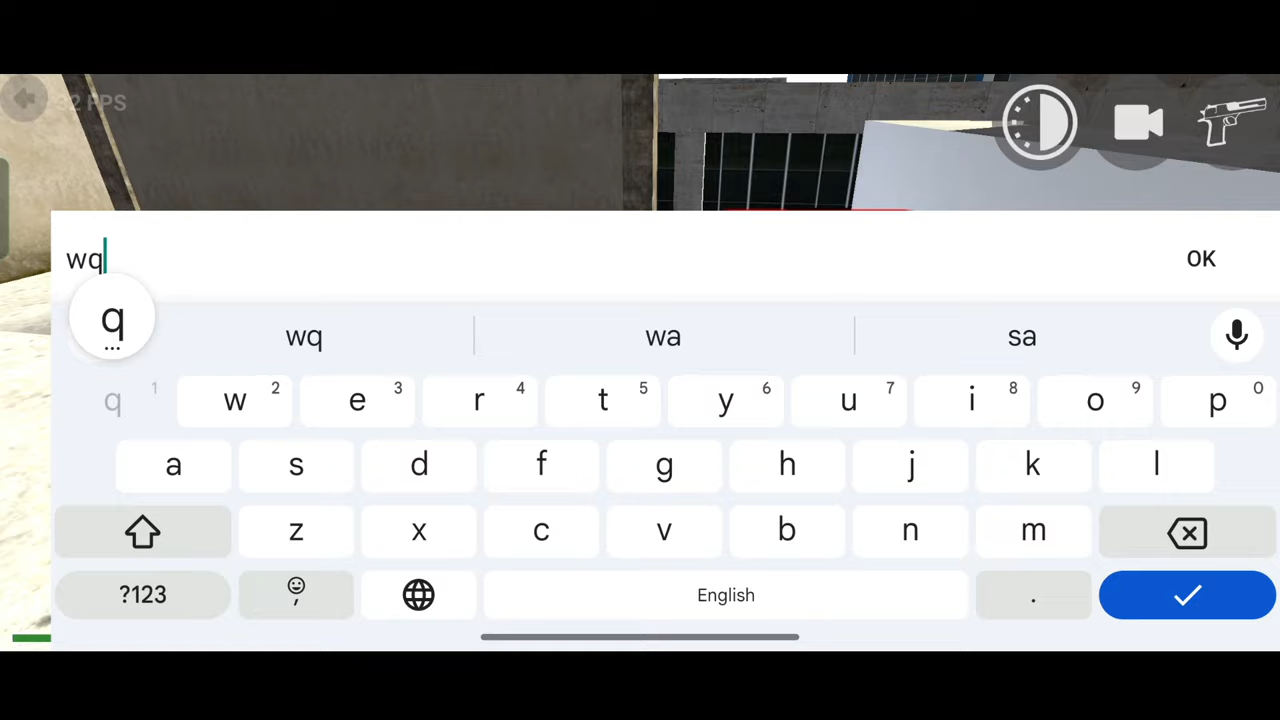 32 FPS
wq
OK
q
...
wq wa sa
q 1 w 2 e 3 r 4 t 5 y 6 u 7 i 8 o 9 p 0
a s d f g h j k l
z x c v b n m
?123 , English .